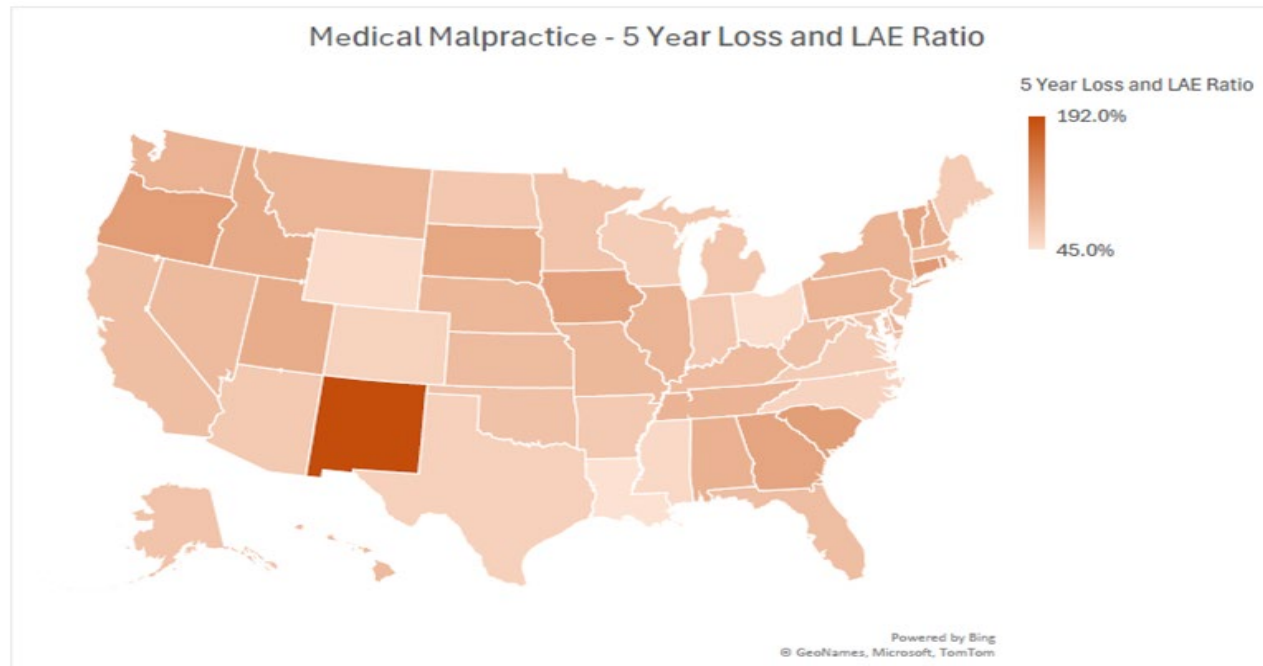 Medical Malpractice - 5 Year Loss and LAE Ratio
5 Year Loss and LAE Ratio
192.0%
45.0%
Powered by Bing
© GeoNames, Microsoft, TomTom